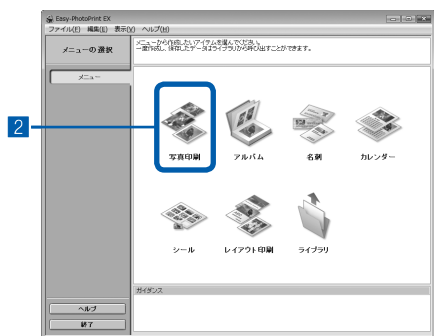 Easy-PhotoPrint EX
ファイル(F) 編集(E) 表示(V) ヘルプ(H)
メニューの選択
メニューから作成したいアイテムを選んでください。
一度作成し、保存したデータはライブラリから呼び出すことができます。
メニュー
2
写真印刷 アルバム 名刺 カレンダー
シール レイアウト印刷 ライブラリ
ガイダンス
ヘルプ
終了